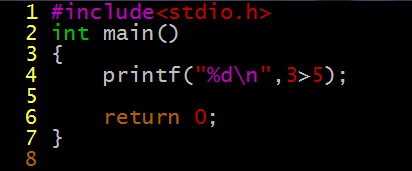 1 #include<stdio.h>
2 int main()
3 {
4     printf("%d\n",3>5);
5
6     return 0;
7 }
8